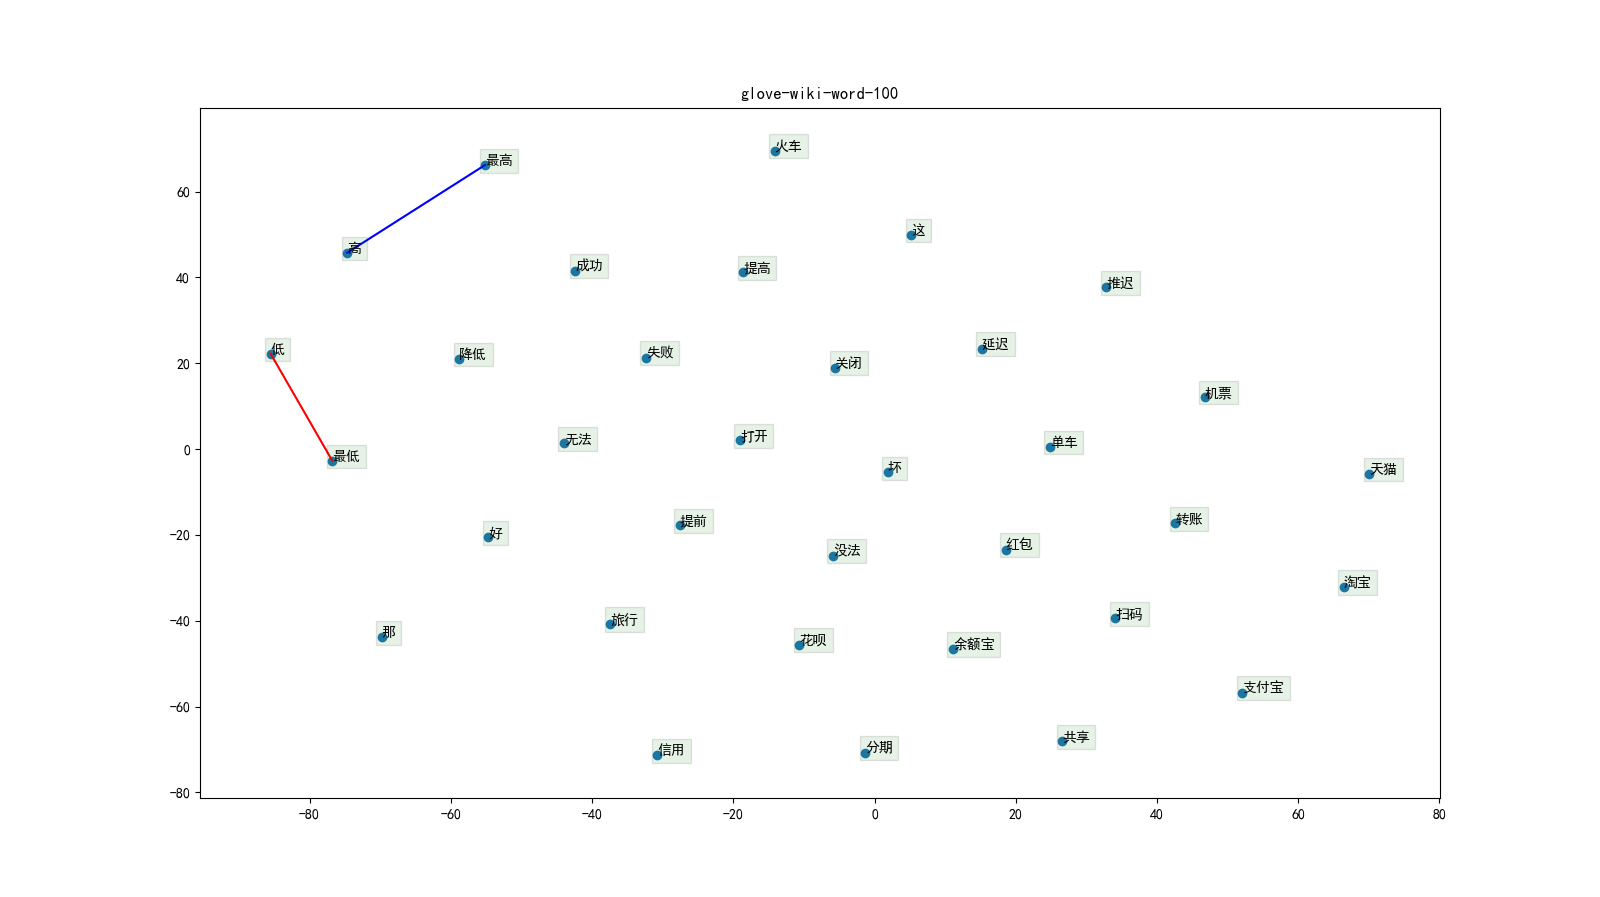 glove-wiki-word-100
火车
最高
这
高
成功
提高
推迟
低
降低
失败
关闭
延迟
机票
最低
无法
打开
坏
单车
天猫
好
提前
没法
红包
转账
淘宝
那
旅行
花呗
余额宝
扫码
支付宝
信用
分期
共享
60
40
20
0
−20
−40
−60
−80
−80
−60
−40
−20
0
20
40
60
80